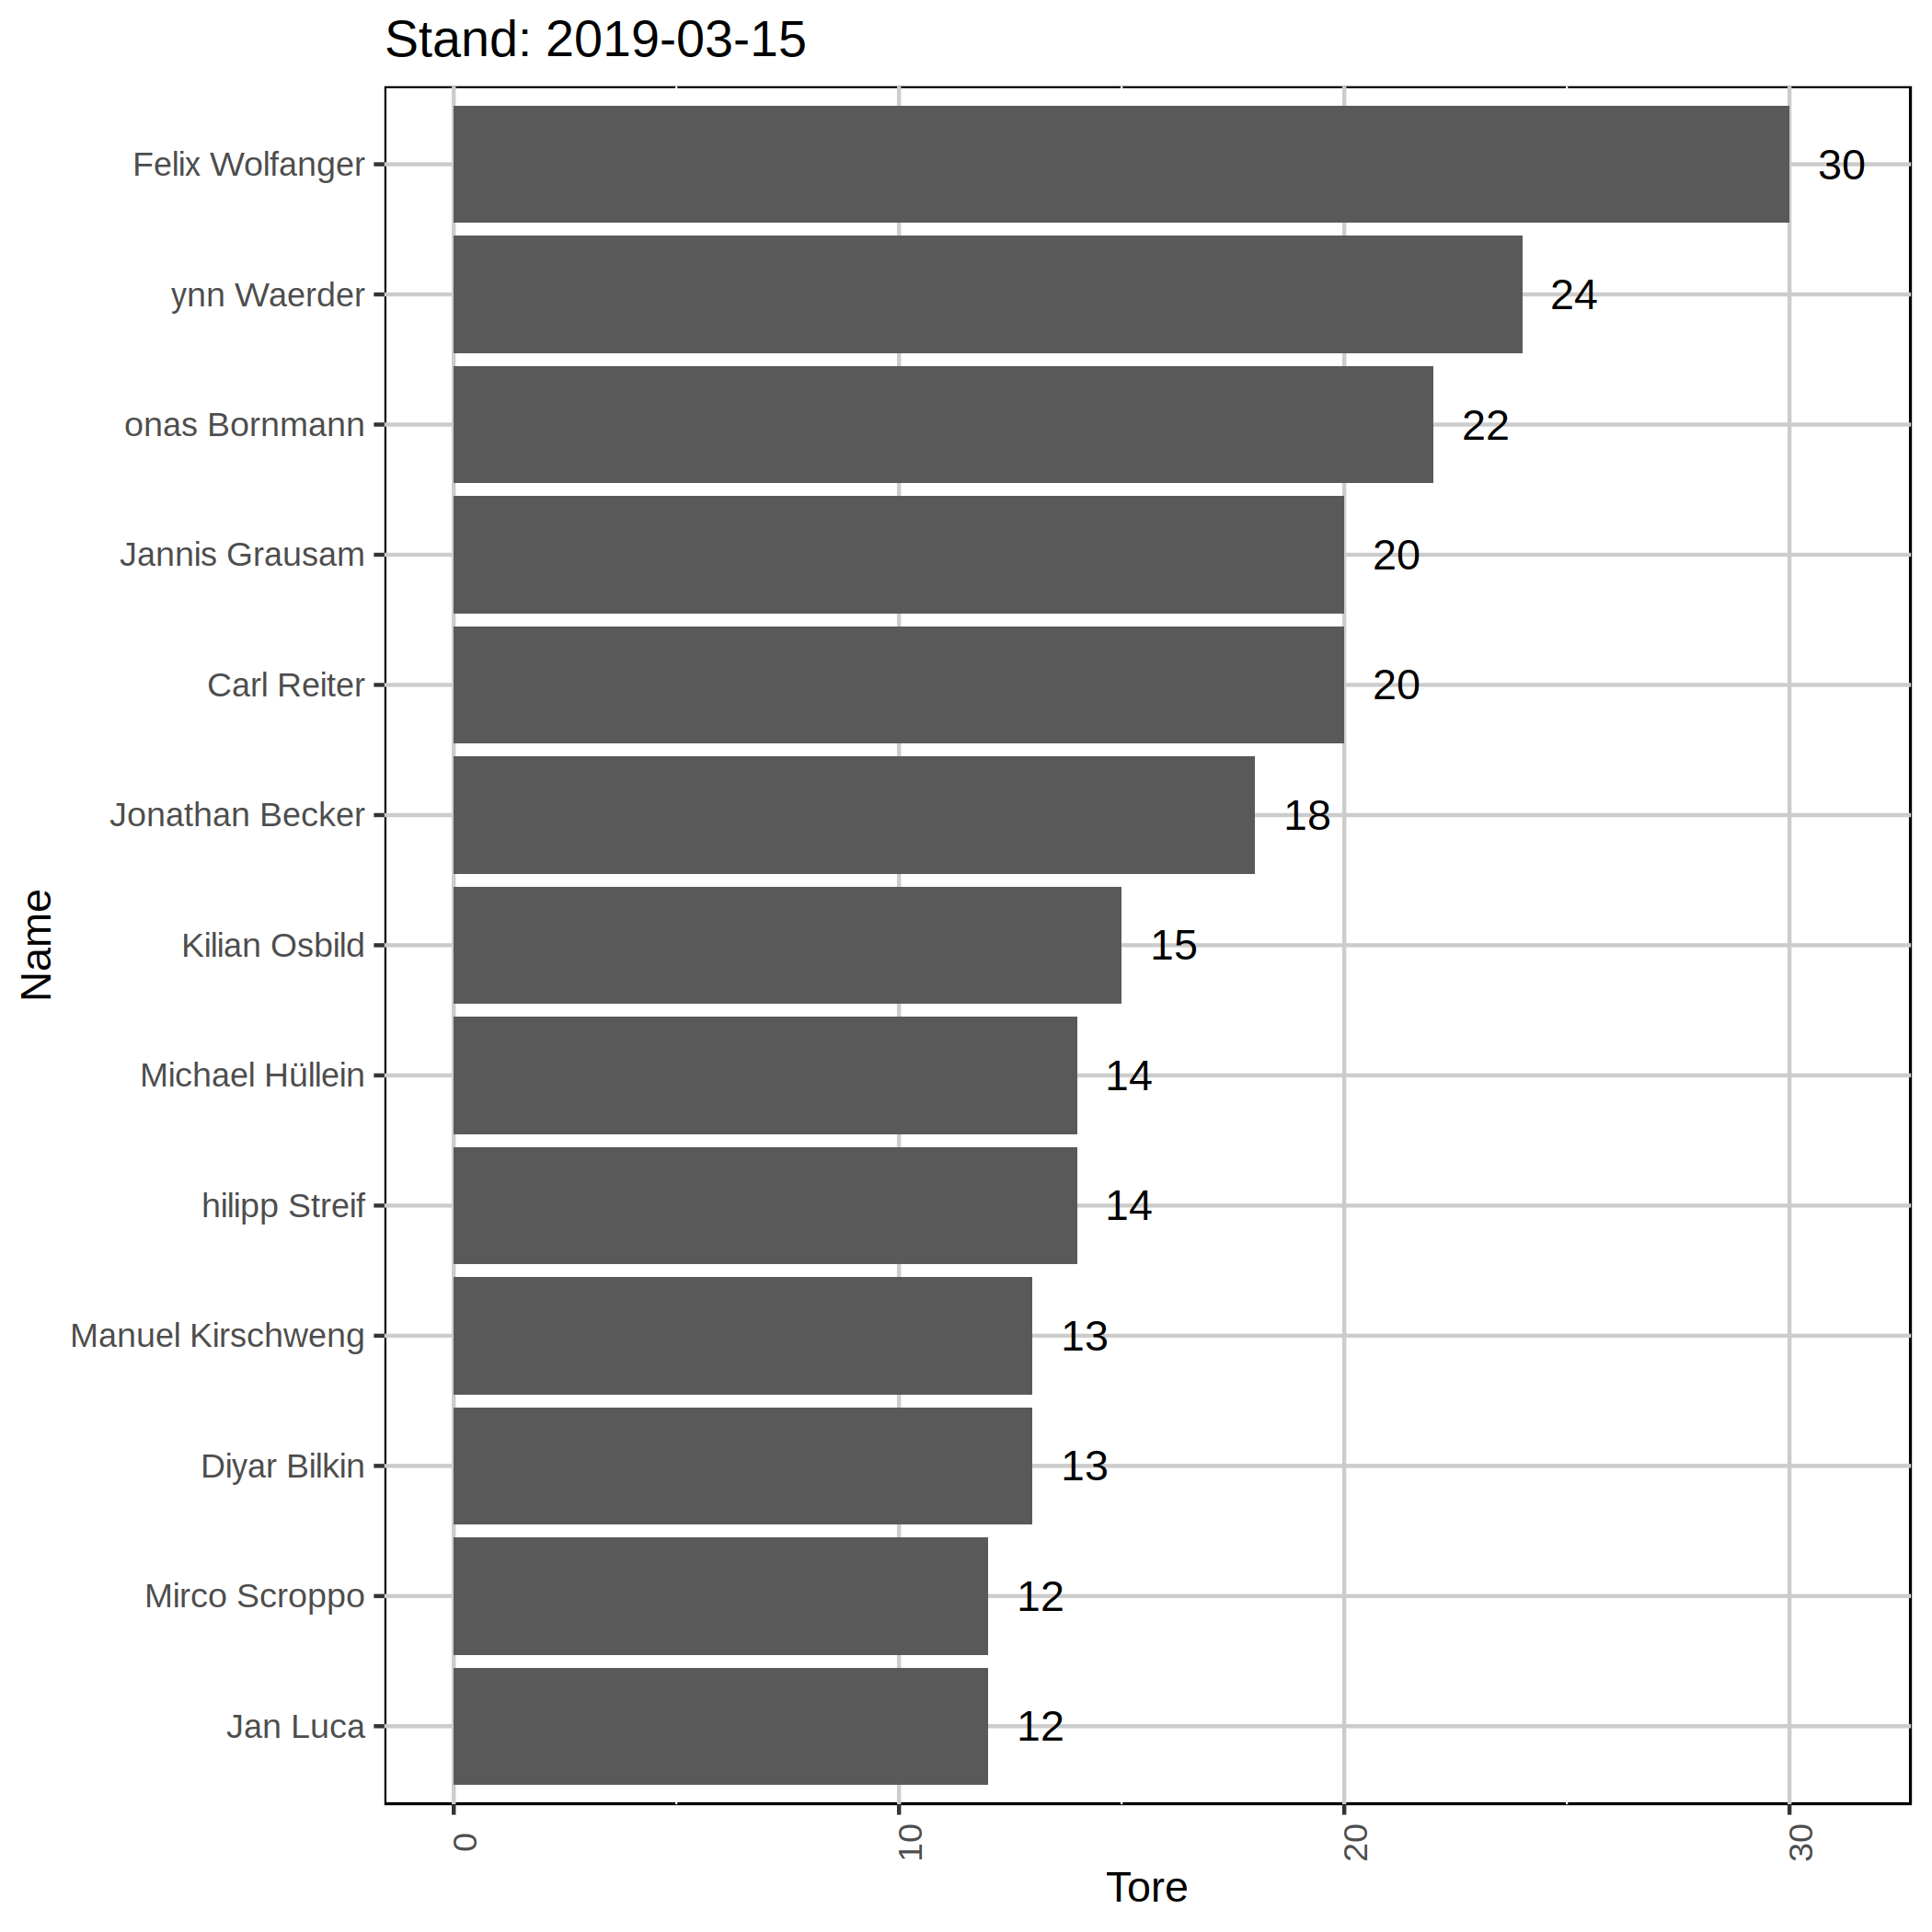 Stand: 2019-03-15
Felix Wolfanger 30
ynn Waerder 24
onas Bornmann 22
Jannis Grausam 20
Carl Reiter 20
Jonathan Becker 18
Kilian Osbild 15
Michael Hüllein 14
hilipp Streif 14
Manuel Kirschweng 13
Diyar Bilkin 13
Mirco Scroppo 12
Jan Luca 12
Name
0 10 20 30
Tore